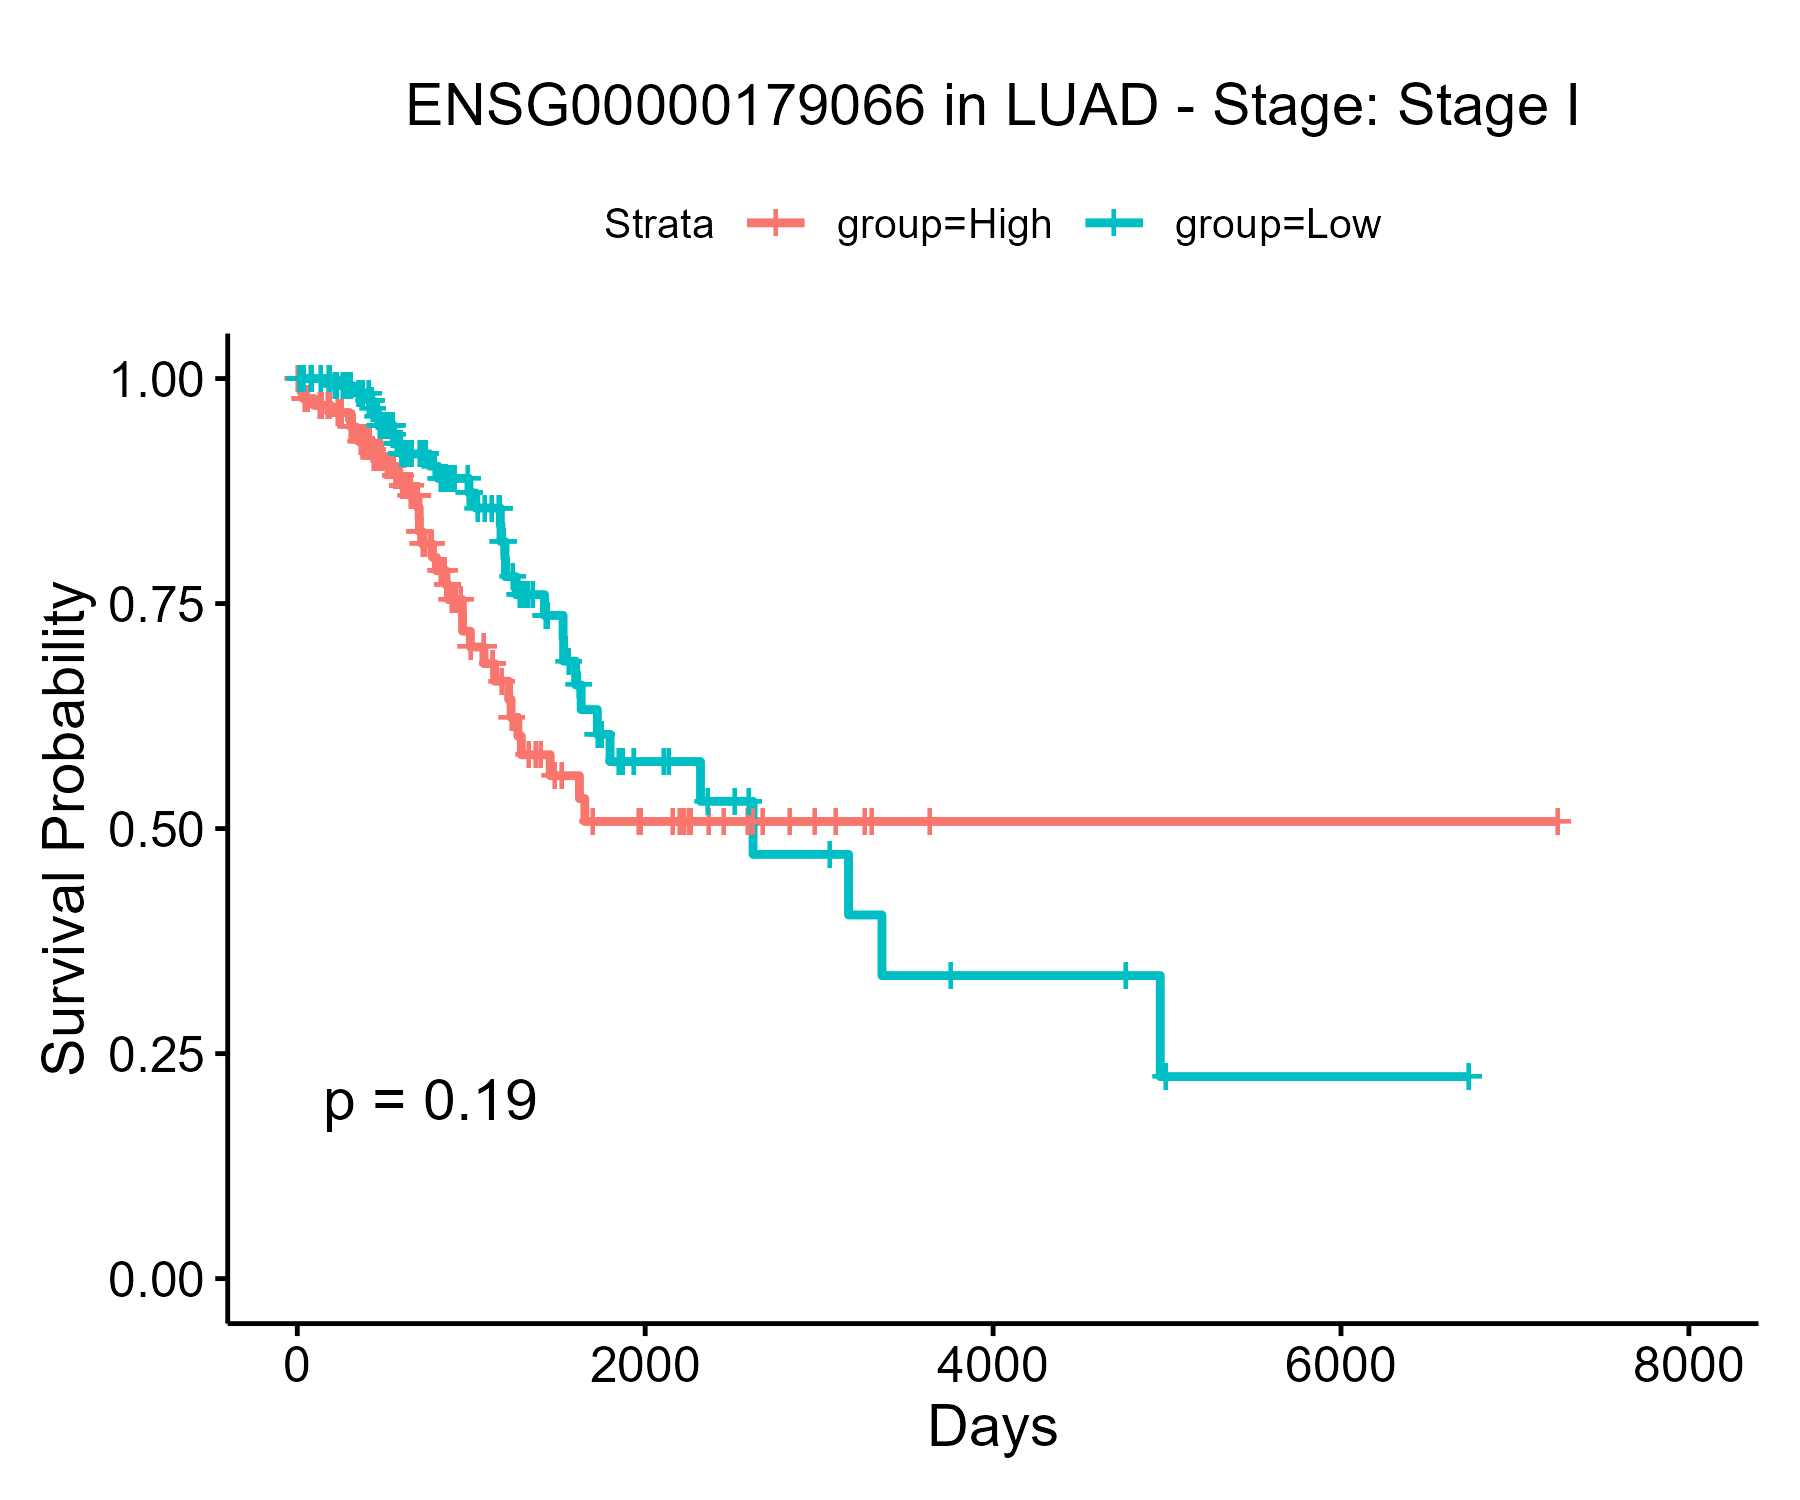 ENSG00000179066 in LUAD - Stage: Stage I
Strata group=High group=Low
Survival Probability
1.00
0.75
0.50
0.25
0.00
p = 0.19
0 2000 4000 6000 8000
Days